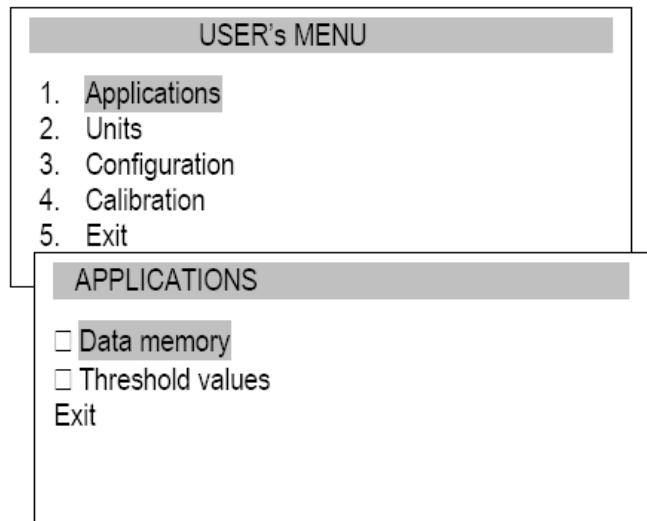 USER's MENU
1. Applications
2. Units
3. Configuration
4. Calibration
5. Exit
APPLICATIONS
□ Data memory
□ Threshold values
Exit